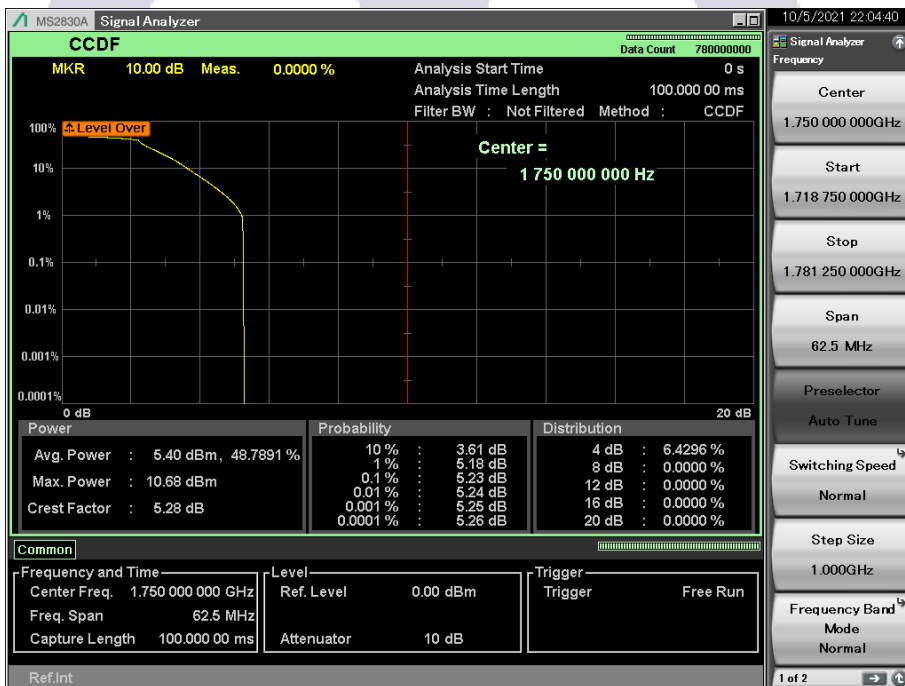 MS2830A Signal Analyzer
10/5/2021 22:04:40
CCDF
Data Count 780000000
MKR 10.00 dB Meas. 0.0000 %
Analysis Start Time 0 s
Analysis Time Length 100.000 00 ms
Filter BW : Not Filtered Method : CCDF
100%
Level Over
Center =
1 750 000 000 Hz
10%
1%
0.1%
0.01%
0.001%
0.0001%
0 dB
20 dB
Power
Avg. Power : 5.40 dBm, 48.7891 %
Max. Power : 10.68 dBm
Crest Factor : 5.28 dB
Probability
10 % : 3.61 dB
1 % : 5.18 dB
0.1 % : 5.23 dB
0.01 % : 5.24 dB
0.001 % : 5.25 dB
0.0001 % : 5.26 dB
Distribution
4 dB : 6.4296 %
8 dB : 0.0000 %
12 dB : 0.0000 %
16 dB : 0.0000 %
20 dB : 0.0000 %
Common
Frequency and Time
Center Freq. 1.750 000 000 GHz
Freq. Span 62.5 MHz
Capture Length 100.000 00 ms
Level
Ref. Level 0.00 dBm
Attenuator 10 dB
Trigger
Trigger Free Run
Ref.Int
Signal Analyzer
Frequency
Center
1.750 000 000GHz
Start
1.718 750 000GHz
Stop
1.781 250 000GHz
Span
62.5 MHz
Preselector
Auto Tune
Switching Speed
Normal
Step Size
1.000GHz
Frequency Band
Mode
Normal
1 of 2